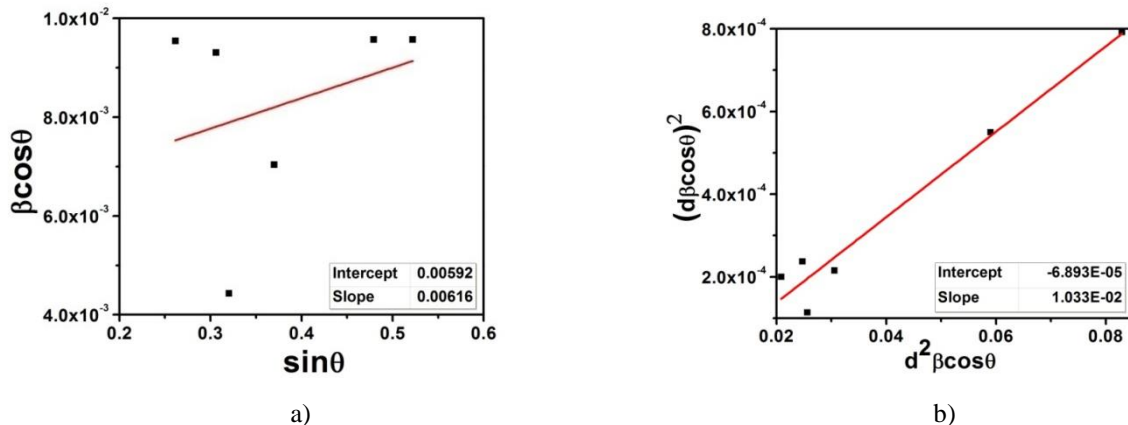 1.0x10⁻²
8.0x10⁻³
6.0x10⁻³
4.0x10⁻³
βcosθ
0.2 0.3 0.4 0.5 0.6
sinθ
Intercept 0.00592
Slope 0.00616
a)
8.0x10⁻⁴
6.0x10⁻⁴
4.0x10⁻⁴
2.0x10⁻⁴
(dβcosθ)²
0.02 0.04 0.06 0.08
d²βcosθ
Intercept -6.893E-05
Slope 1.033E-02
b)